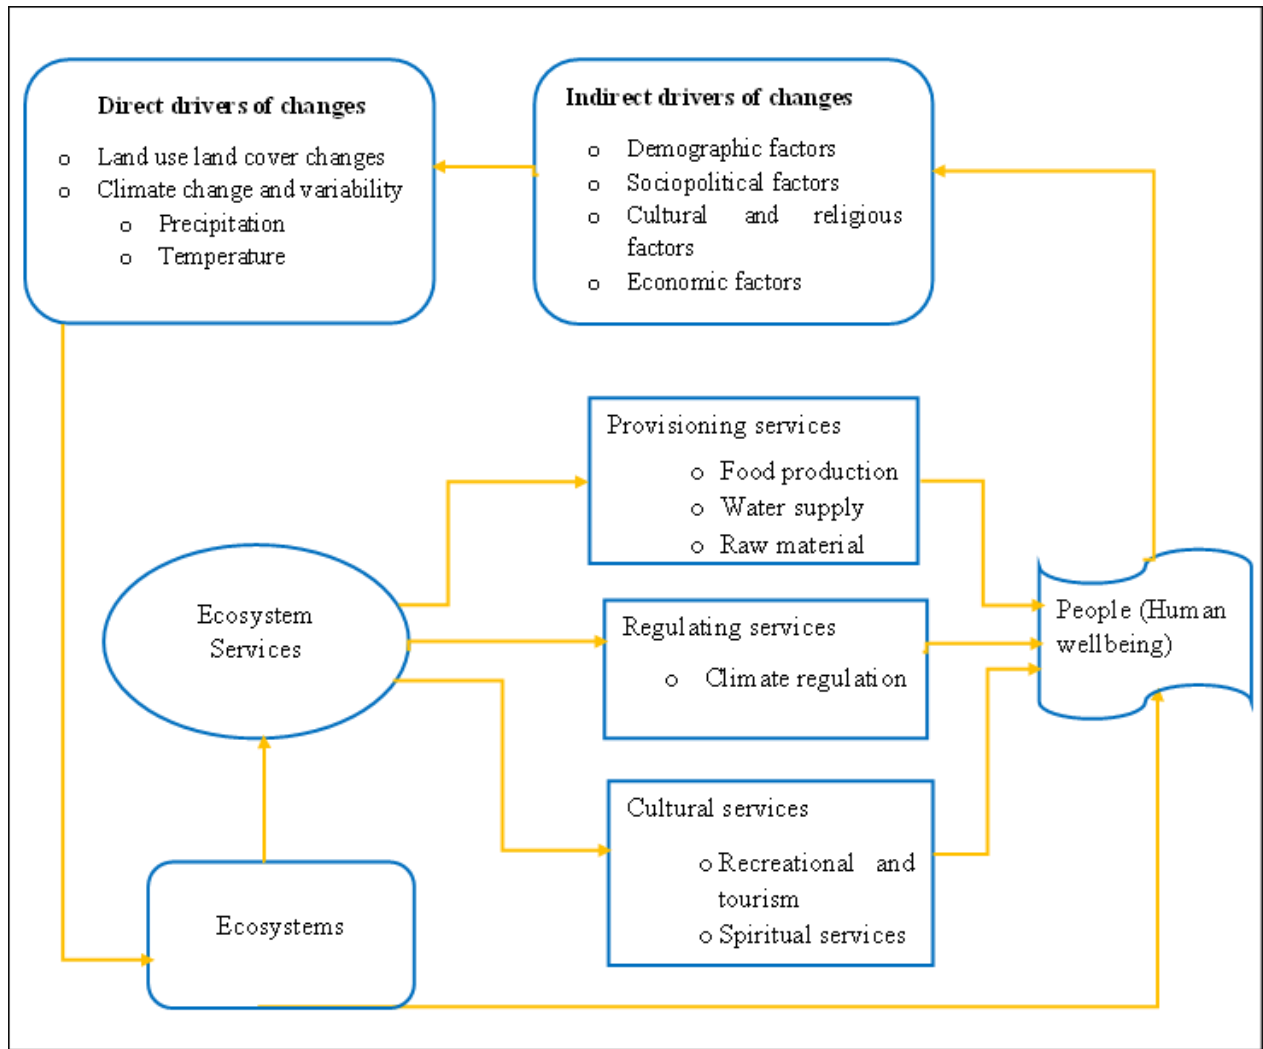 Direct drivers of changes
o Land use land cover changes
o Climate change and variability
o Precipitation
o Temperature
Indirect drivers of changes
o Demographic factors
o Sociopolitical factors
o Cultural and religious
factors
o Economic factors
Provisioning services
o Food production
o Water supply
o Raw material
Ecosystem
Services
Regulating services
o Climate regulation
People (Human
wellbeing)
Cultural services
o Recreational and
tourism
o Spiritual services
Ecosystems